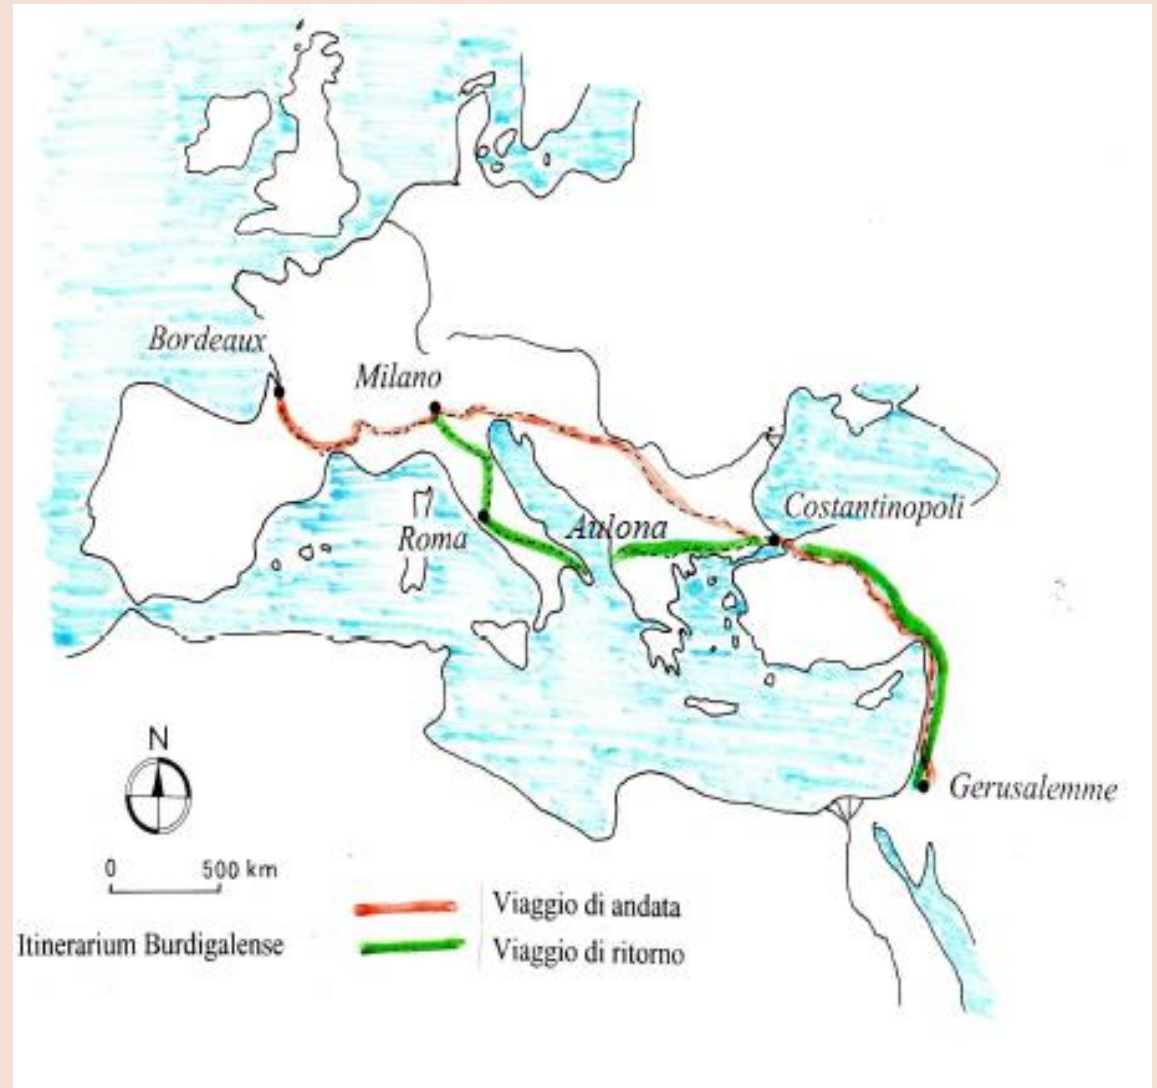 Bordeaux
Milano
Costantinopoli
Aulona
Roma
Gerusalemme
N
0 500 km
Viaggio di andata
Itinerarium Burdigalense
Viaggio di ritorno